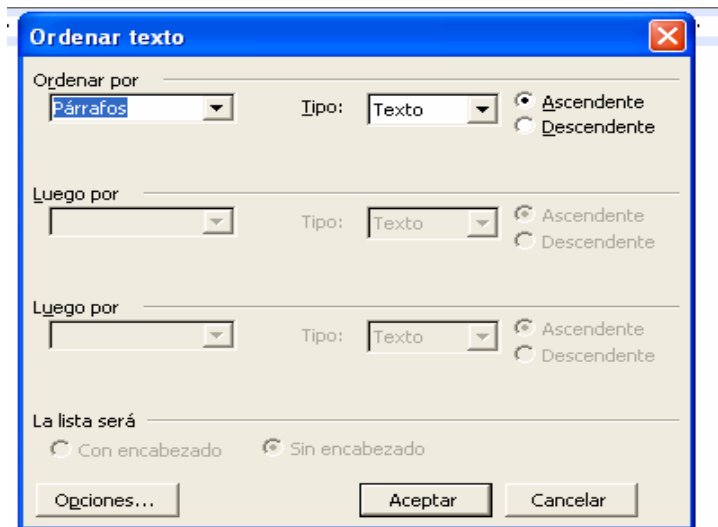 Ordenar texto
Ordenar por
Párrafos Tipo: Texto Ascendente
Descendente
Luego por
Tipo: Texto Ascendente
Descendente
Luego por
Tipo: Texto Ascendente
Descendente
La lista será
Con encabezado Sin encabezado
Opciones... Aceptar Cancelar